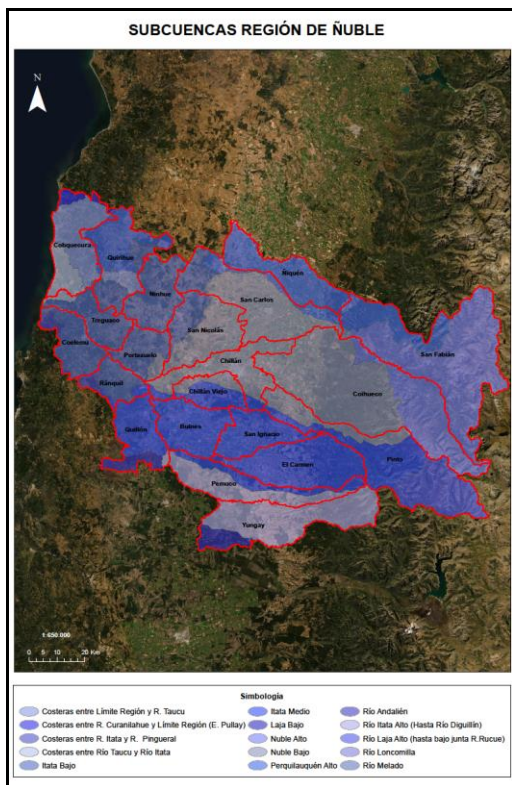 SUBCUENCAS REGIÓN DE ÑUBLE
N
Cobquecura
Quirihue
Ñiquén
Ninhue
San Carlos
Treguaco
San Nicolás
San Fabián
Coelemu
Portezuelo
Chillán
Ránquil
Chillán Viejo
Coihueco
Quillón
Bulnes
San Ignacio
Pinto
El Carmen
Pemuco
Yungay
1:650.000
0 5 10 20 Km
Simbología
Costeras entre Límite Región y R. Taucu
Costeras entre R. Curanilahue y Límite Región (E. Pullay)
Costeras entre R. Itata y R. Pingueral
Costeras entre Río Taucu y Río Itata
Itata Bajo
Itata Medio
Laja Bajo
Nuble Alto
Nuble Bajo
Perquilauquén Alto
Río Andalién
Río Itata Alto (Hasta Río Diguillín)
Río Laja Alto (hasta bajo junta R.Rucue)
Río Loncomilla
Río Melado